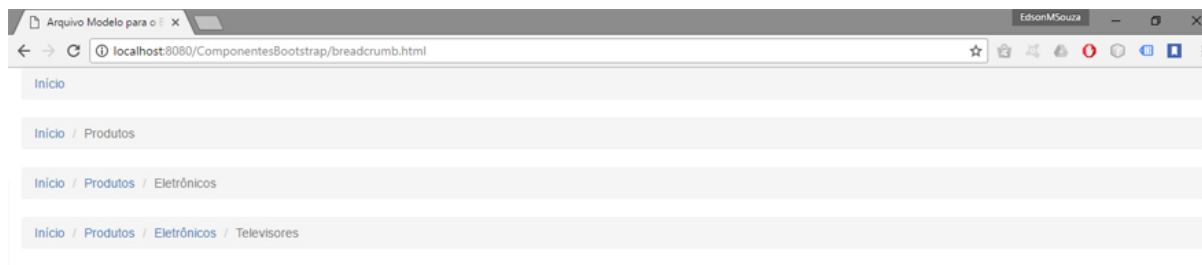 Arquivo Modelo para o E
EdsonMSouza
localhost:8080/ComponentesBootstrap/breadcrumb.html
Início
Início / Produtos
Início / Produtos / Eletrônicos
Início / Produtos / Eletrônicos / Televisores